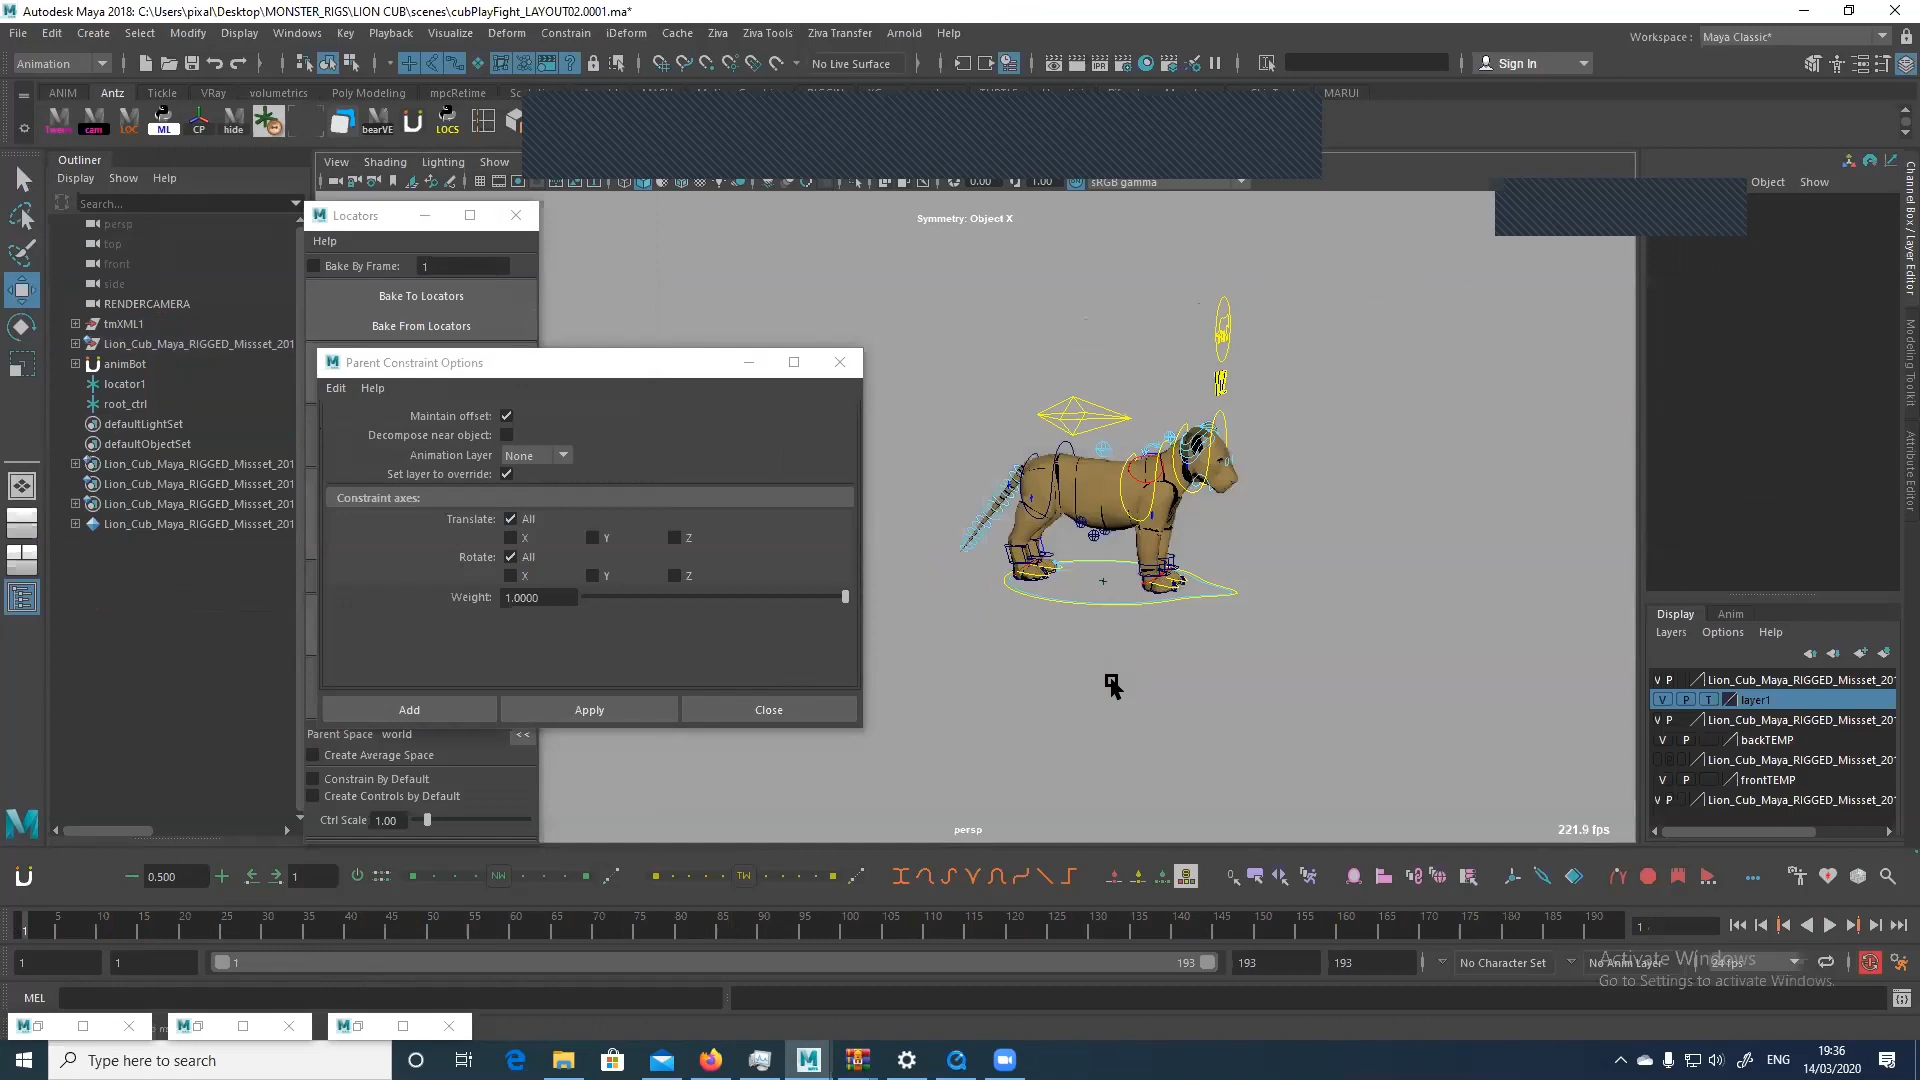 Autodesk Maya 2018: C:\Users\pixal\Desktop\MONSTER_RIGS\LION CUB\scenes\cubPlayFight_LAYOUT02.0001.ma*
File Edit Create Select Modify Display Windows Key Playback Visualize Deform Constrain iDeform Cache Ziva Ziva Tools Ziva Transfer Arnold Help
Workspace : Maya Classic*
Animation
No Live Surface
Sign In
ANIM Antz Tickle VRay volumetrics Poly Modeling mpcRetime
MARUI
Tween cam LOC ML CP hide bearVE LOCS
Outliner
Display Show Help
Search...
persp
top
front
side
RENDERCAMERA
tmXML1
Lion_Cub_Maya_RIGGED_Missset_201
animBot
locator1
root_ctrl
defaultLightSet
defaultObjectSet
Lion_Cub_Maya_RIGGED_Missset_201
Lion_Cub_Maya_RIGGED_Missset_201
Lion_Cub_Maya_RIGGED_Missset_201
Lion_Cub_Maya_RIGGED_Missset_201
View Shading Lighting Show
0.00 1.00 sRGB gamma
Symmetry: Object X
persp
221.9 fps
Locators
Help
Bake By Frame: 1
Bake To Locators
Bake From Locators
Parent Constraint Options
Edit Help
Maintain offset:
Decompose near object:
Animation Layer None
Set layer to override:
Constraint axes:
Translate: All
X Y Z
Rotate: All
X Y Z
Weight: 1.0000
Add Apply Close
Parent Space world <<
Create Average Space
Constrain By Default
Create Controls by Default
Ctrl Scale 1.00
Object Show
Channel Box / Layer Editor
Modeling Toolkit
Attribute Editor
Display Anim
Layers Options Help
V P Lion_Cub_Maya_RIGGED_Missset_201
V P T layer1
V P Lion_Cub_Maya_RIGGED_Missset_201
V P backTEMP
Lion_Cub_Maya_RIGGED_Missset_201
V P frontTEMP
V P Lion_Cub_Maya_RIGGED_Missset_201
0.500 1 NW TW
5 10 15 20 25 30 35 40 45 50 55 60 65 70 75 80 85 90 95 100 105 110 115 120 125 130 135 140 145 150 155 160 165 170 175 180 185 190
1
1
1 1 1 193 193 193 No Character Set No Anim Layer 24 fps
Activate Windows
Go to Settings to activate Windows.
MEL
Type here to search
ENG
19:36
14/03/2020